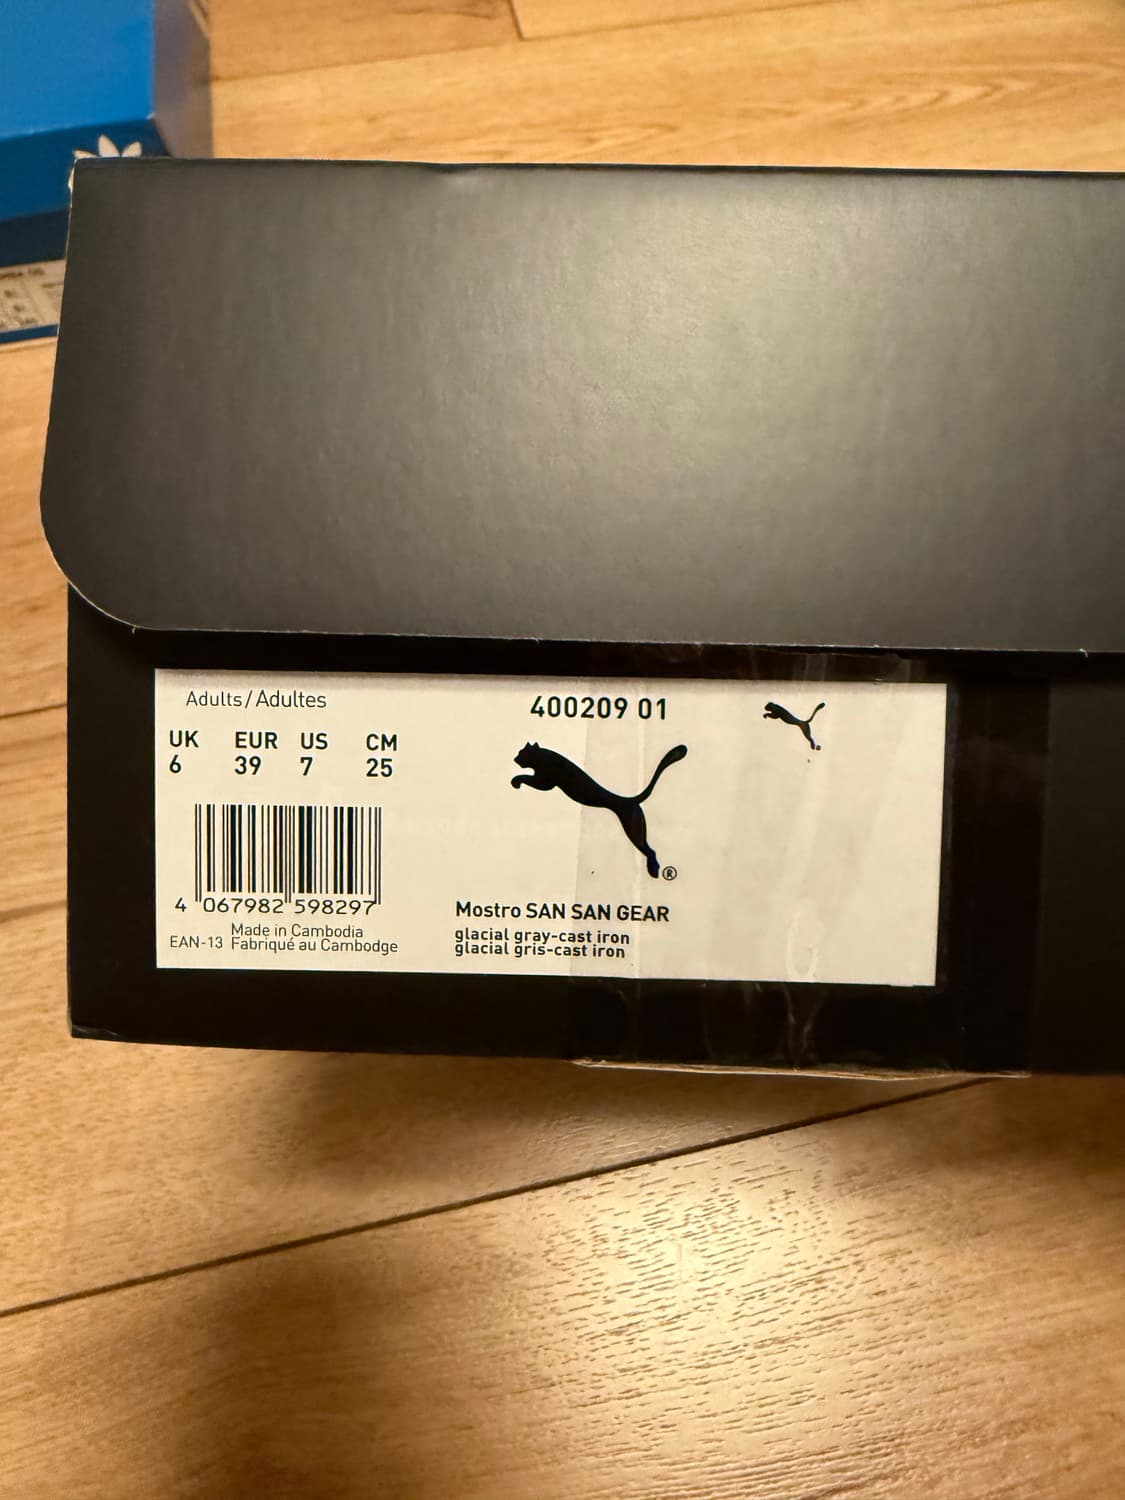 Adults/Adultes
400209 01
UK EUR US CM
6 39 7 25
4 067982 598297
Made in Cambodia
EAN-13 Fabriqué au Cambodge
®
Mostro SAN SAN GEAR
glacial gray-cast iron
glacial gris-cast iron